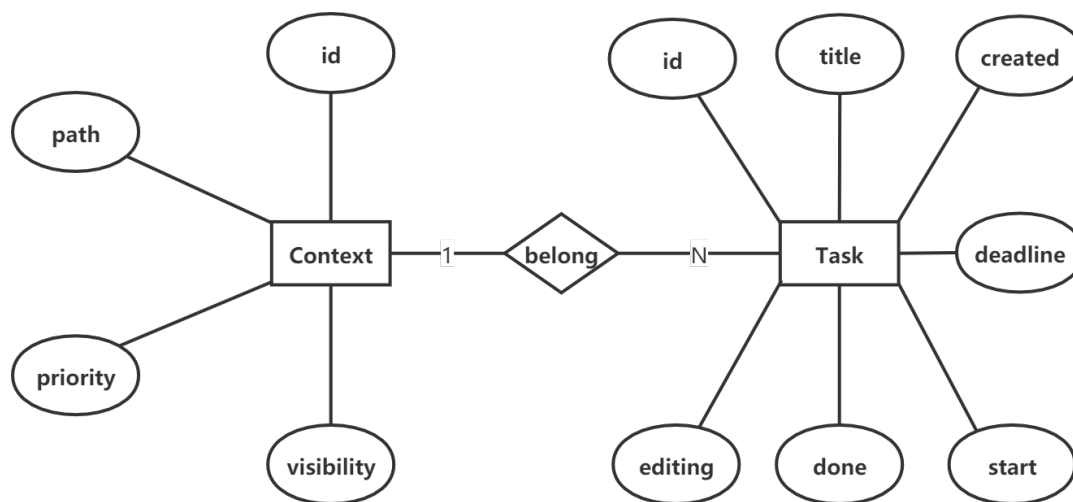 id
id
title
created
path
Context
1
belong
N
Task
deadline
priority
visibility
editing
done
start